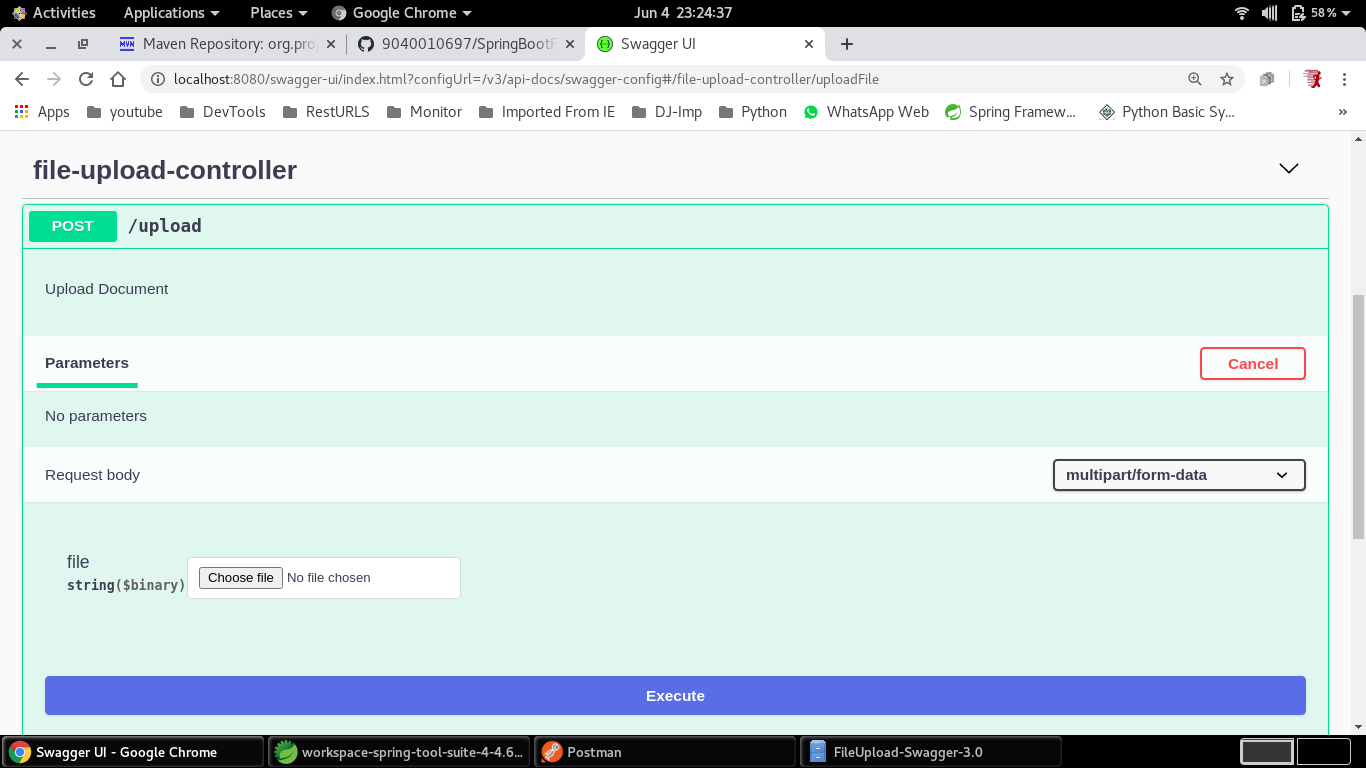 Activities Applications Places Google Chrome Jun 4 23:24:37 58%
Maven Repository: org.pro 9040010697/SpringBootF Swagger UI
localhost:8080/swagger-ui/index.html?configUrl=/v3/api-docs/swagger-config#/file-upload-controller/uploadFile
Apps youtube DevTools RestURLS Monitor Imported From IE DJ-Imp Python WhatsApp Web Spring Framew... Python Basic Sy... »
file-upload-controller
POST /upload
Upload Document
Parameters Cancel
No parameters
Request body multipart/form-data
file
string($binary) Choose file No file chosen
Execute
Swagger UI - Google Chrome workspace-spring-tool-suite-4-4.6... Postman FileUpload-Swagger-3.0